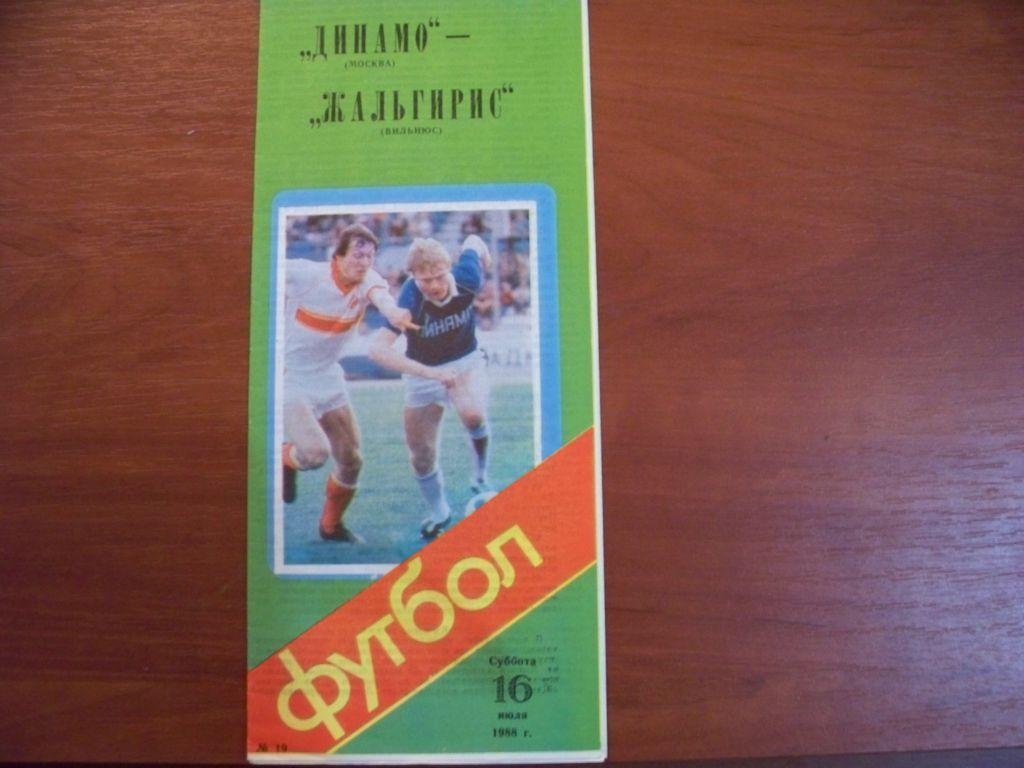 „ДИНАМО“—
(МОСКВА)
„ЖАЛЬГИРИС“
(ВИЛЬНЮС)
ДИНАМО
футбол
Суббота
16
июля
1988 г.
№ 19